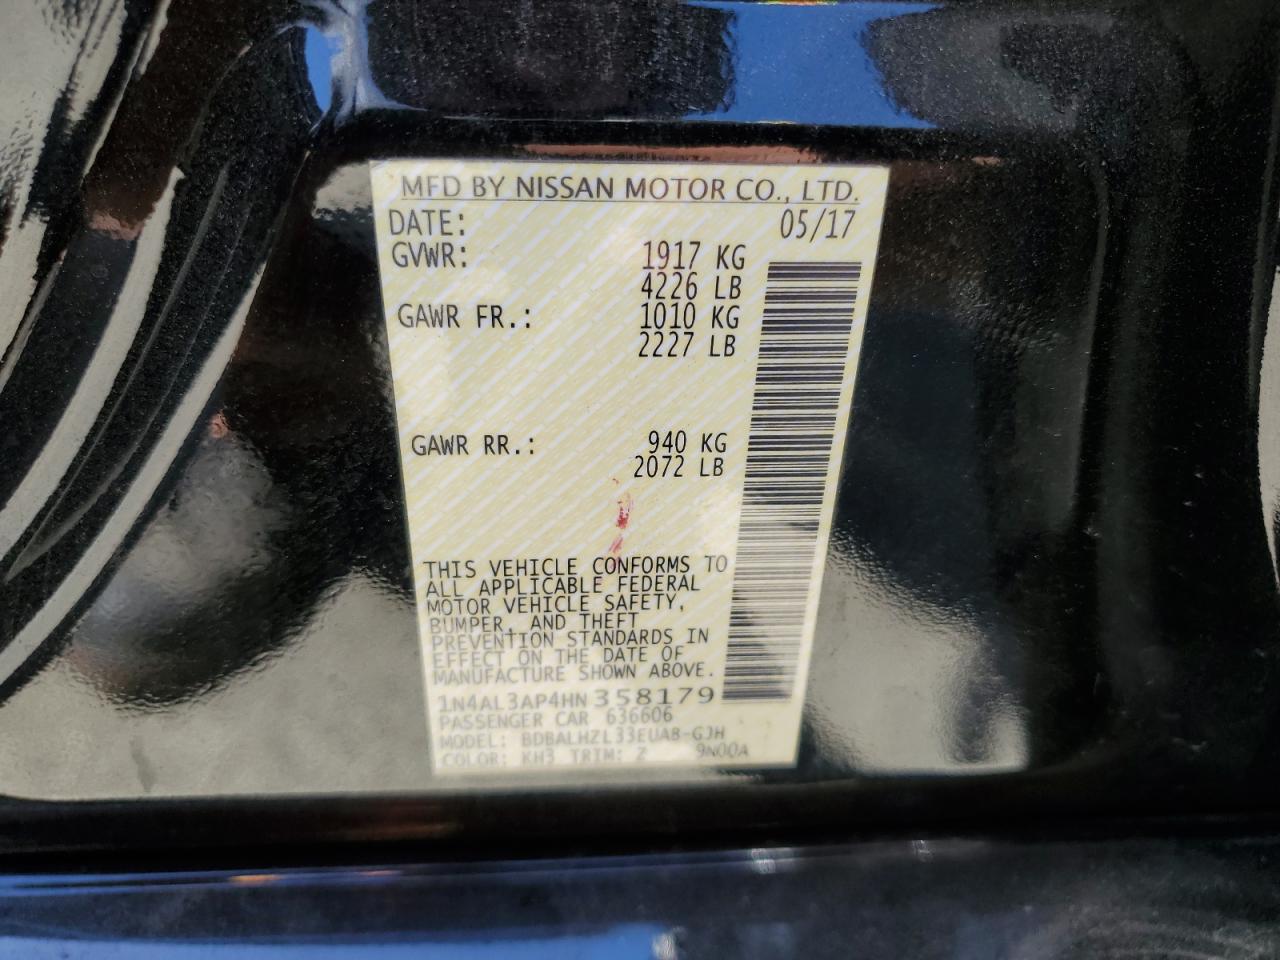 MFD BY NISSAN MOTOR CO., LTD.
DATE: 05/17
GVWR: 1917 KG
4226 LB
GAWR FR.: 1010 KG
2227 LB
GAWR RR.: 940 KG
2072 LB
THIS VEHICLE CONFORMS TO
ALL APPLICABLE FEDERAL
MOTOR VEHICLE SAFETY,
BUMPER, AND THEFT
PREVENTION STANDARDS IN
EFFECT ON THE DATE OF
MANUFACTURE SHOWN ABOVE.
1N4AL3AP4HN 358179
PASSENGER CAR 636606
MODEL: BDBALHZL33EUAB-GJH
COLOR: KH3 TRIM: Z 9N00A